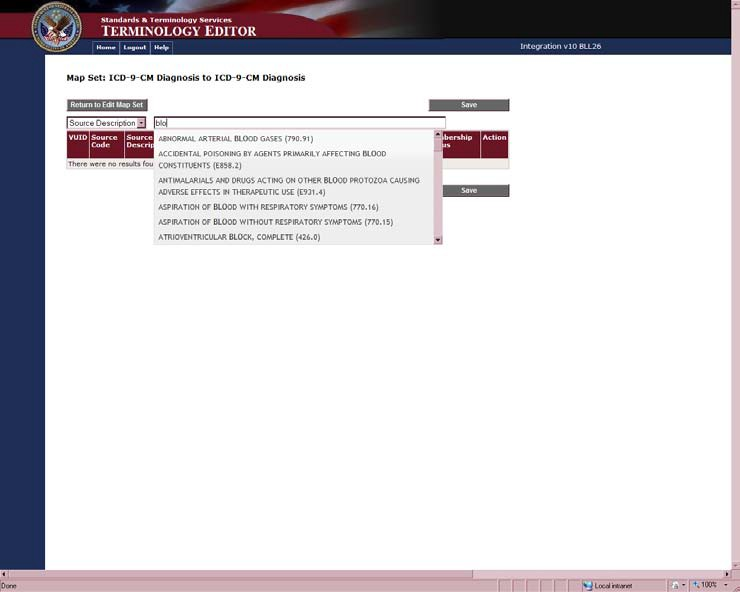 Standards & Terminology Services
TERMINOLOGY EDITOR
Home Logout Help
Integration v10 BLL26
Map Set: ICD-9-CM Diagnosis to ICD-9-CM Diagnosis
Return to Edit Map Set
Save
Source Description
blo
VUID Source Source bership Action
Code Descrip us
There were no results fou
ABNORMAL ARTERIAL BLOOD GASES (790.91)
ACCIDENTAL POISONING BY AGENTS PRIMARILY AFFECTING BLOOD
CONSTITUENTS (E858.2)
ANTIMALARIALS AND DRUGS ACTING ON OTHER BLOOD PROTOZOA CAUSING
ADVERSE EFFECTS IN THERAPEUTIC USE (E931.4)
ASPIRATION OF BLOOD WITH RESPIRATORY SYMPTOMS (770.16)
ASPIRATION OF BLOOD WITHOUT RESPIRATORY SYMPTOMS (770.15)
ATRIOVENTRICULAR BLOCK, COMPLETE (426.0)
Save
Done
Local intranet
100%